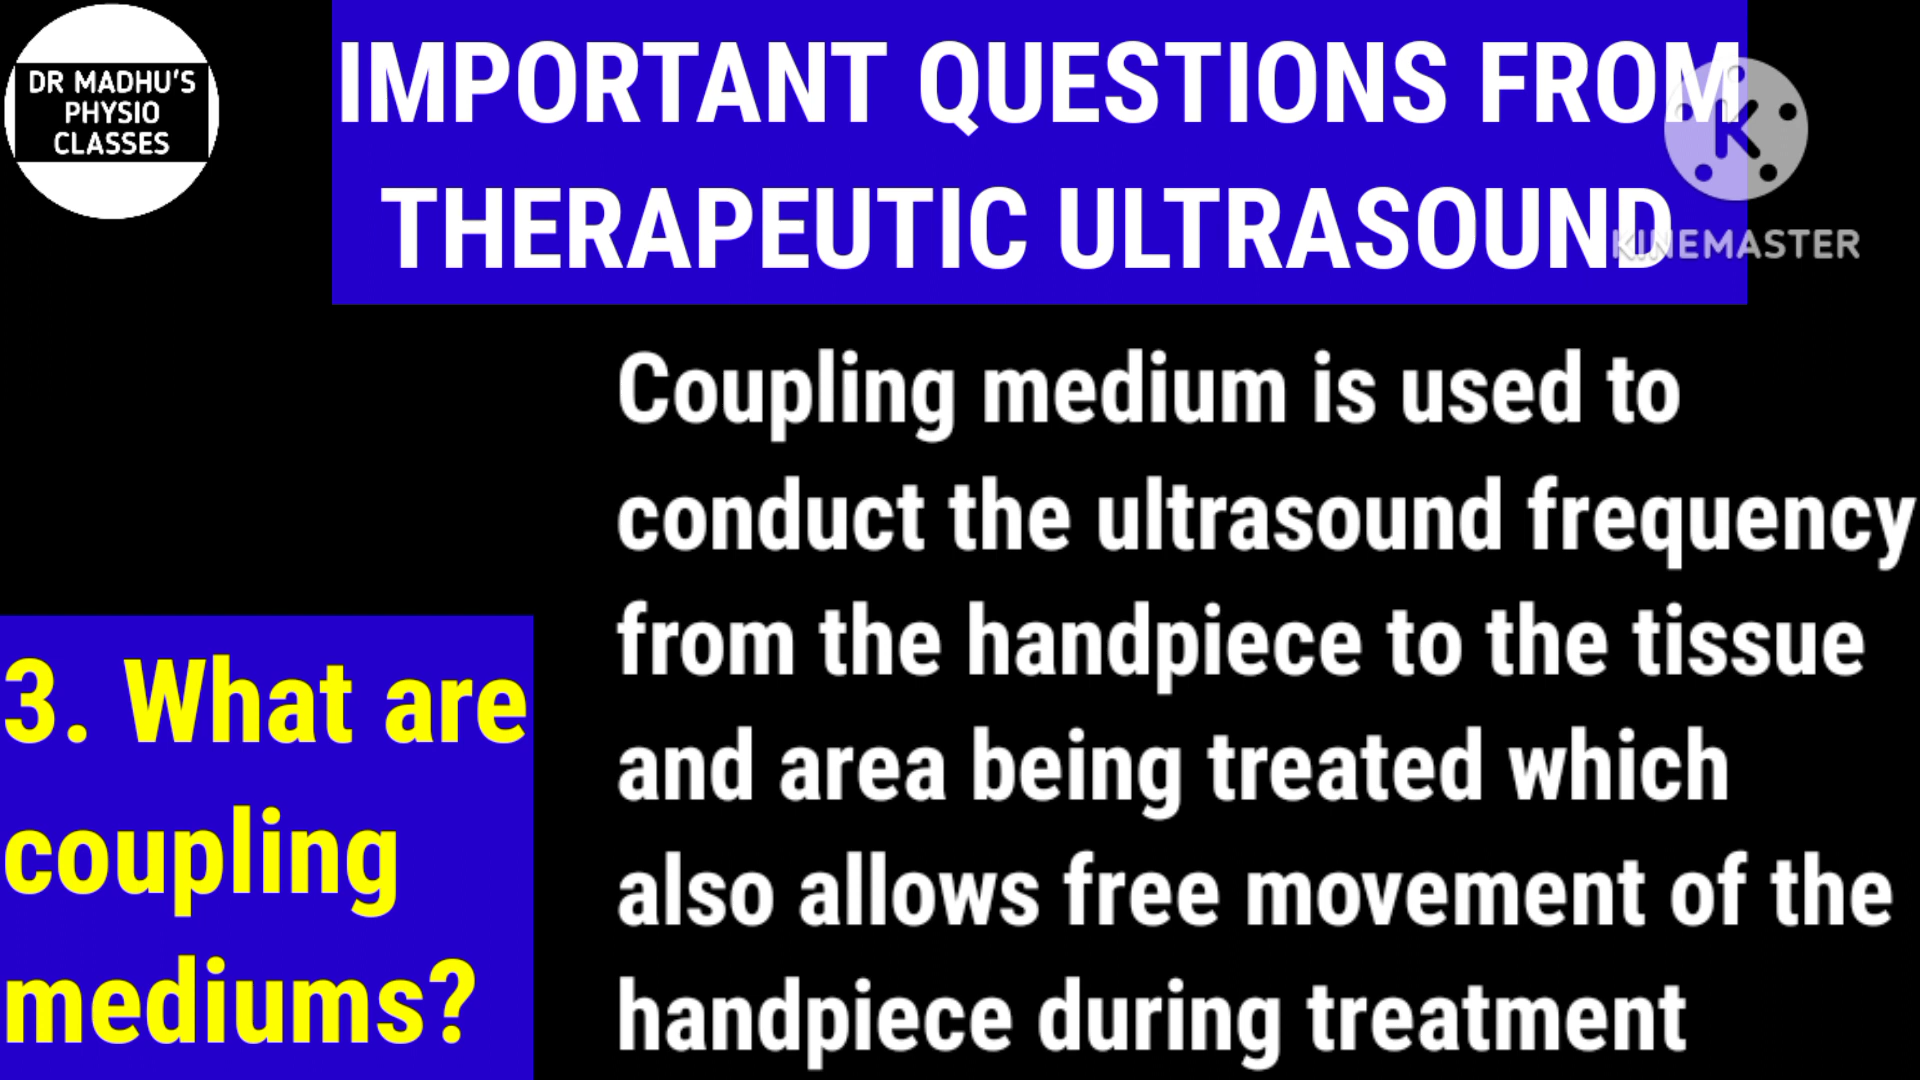 DR MADHU'S
PHYSIO
CLASSES
IMPORTANT QUESTIONS FROM
THERAPEUTIC ULTRASOUND
K
KINEMASTER
3. What are
coupling
mediums?
Coupling medium is used to
conduct the ultrasound frequency
from the handpiece to the tissue
and area being treated which
also allows free movement of the
handpiece during treatment